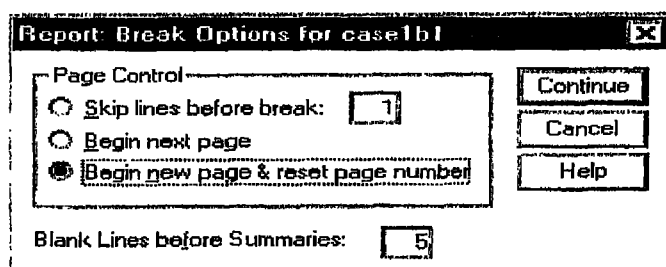 Report: Break Options for case1b1
Page Control
Skip lines before break: 1
Begin next page
Begin new page & reset page number
Blank Lines before Summaries: 5
Continue
Cancel
Help